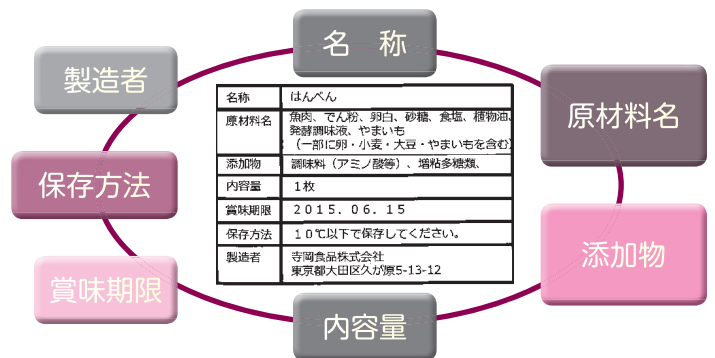 名　称
製造者
原材料名
保存方法
添加物
賞味期限
内容量
名称 はんぺん
原材料名 魚肉、でん粉、卵白、砂糖、食塩、植物油、
発酵調味液、やまいも
（一部に卵・小麦・大豆・やまいもを含む）
添加物 調味料（アミノ酸等）、増粘多糖類、
内容量 1枚
賞味期限 2015．06．15
保存方法 10℃以下で保存してください。
製造者 寺岡食品株式会社
東京都大田区久が原5-13-12